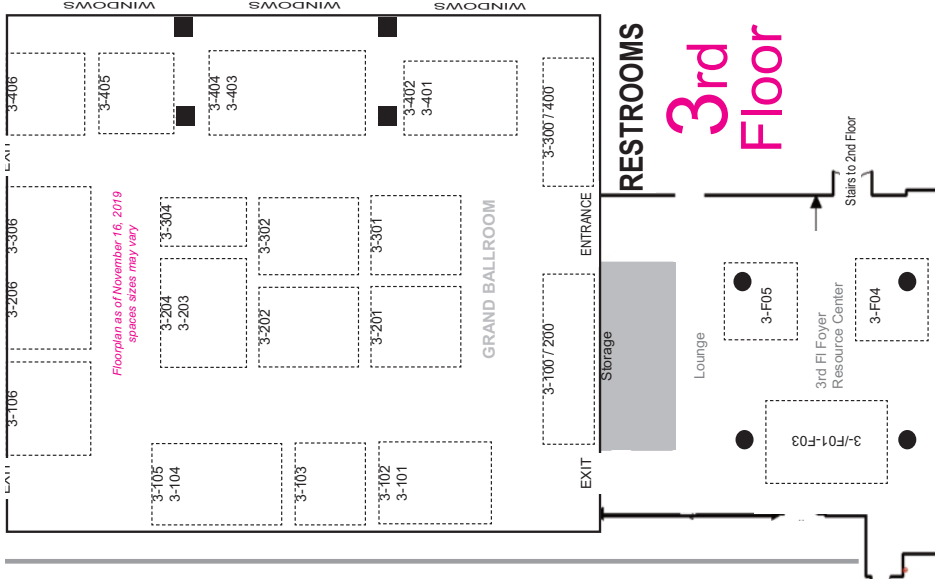 WINDOWS
WINDOWS
WINDOWS
3-406
3-405
3-404
3-403
3-402
3-401
3-300 / 400
EXIT
RESTROOMS
3rd
Floor
Stairs to 2nd Floor
3-306
3-206
Floorplan as of November 16, 2019
spaces sizes may vary
3-304
3-302
3-301
3-204
3-203
3-202
3-201
GRAND BALLROOM
ENTRANCE
3-100 / 200
Storage
Lounge
3-F05
3rd Fl Foyer
Resource Center
3-F04
3-106
EXIT
3-105
3-104
3-103
3-102
3-101
EXIT
3-/F01-F03